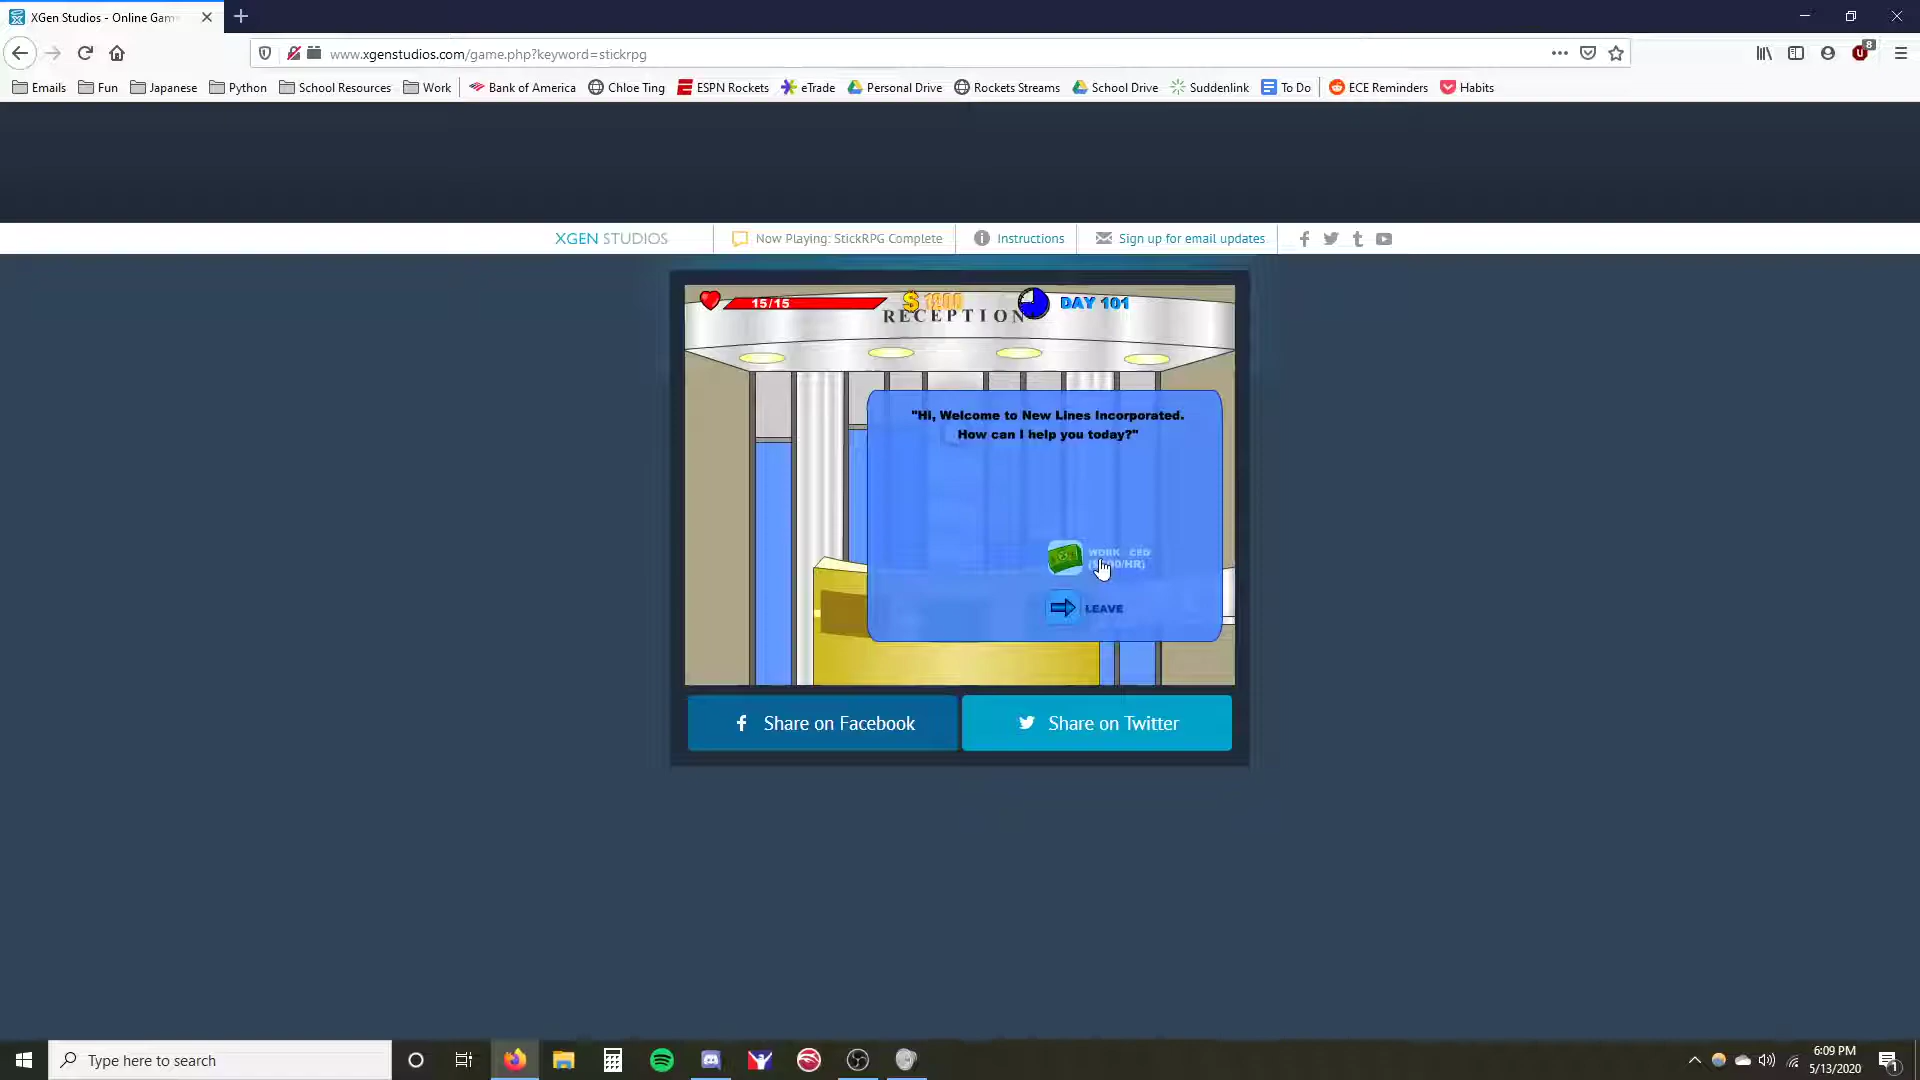 XGen Studios - Online Gam
www.xgenstudios.com/game.php?keyword=stickrpg
8
Emails Fun Japanese Python School Resources Work Bank of America Chloe Ting ESPN Rockets eTrade Personal Drive Rockets Streams School Drive Suddenlink To Do ECE Reminders Habits
XGEN STUDIOS Now Playing: StickRPG Complete Instructions Sign up for email updates
15/15 DAY 101
RECEPTION
"Hi, Welcome to New Lines Incorporated.
How can I help you today?"
WORK CEO
LEAVE
Share on Facebook Share on Twitter
Type here to search
6:09 PM
5/13/2020
1